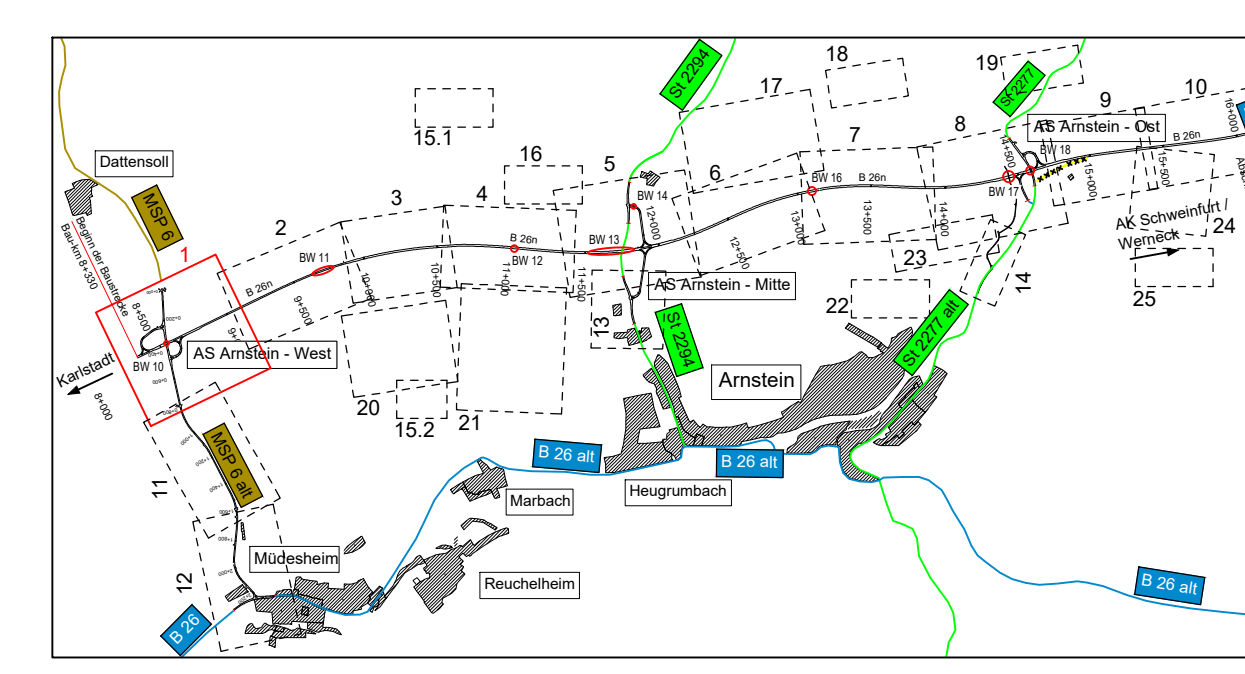 18
19
17
St 2294
St 2277
9
10
15.1
16
5
7
8
AS Arnstein - Ost
BW 18
B 26n
16+000
14+500
15+500
15+000
BW 17
Dattensoll
MSP 6
Beginn der Baustrecke
Bau-km 8+330
1
2
3
4
6
BW 14
12+000
BW 16
B 26n
13+000
13+500
14+000
AK Schweinfurt /
Werneck
24
25
BW 11
B 26n
BW 12
BW 13
B 26n
9+500
10+000
10+500
11+000
11+500
12+500
23
14
22
8+500
AS Arnstein - Mitte
13
St 2294
St 2277 alt
BW 10
AS Arnstein - West
Karlstadt
8+000
20
15.2
21
Arnstein
11
MSP 6 alt
B 26 alt
B 26 alt
Heugrumbach
Marbach
12
Müdesheim
Reuchelheim
B 26
B 26 alt